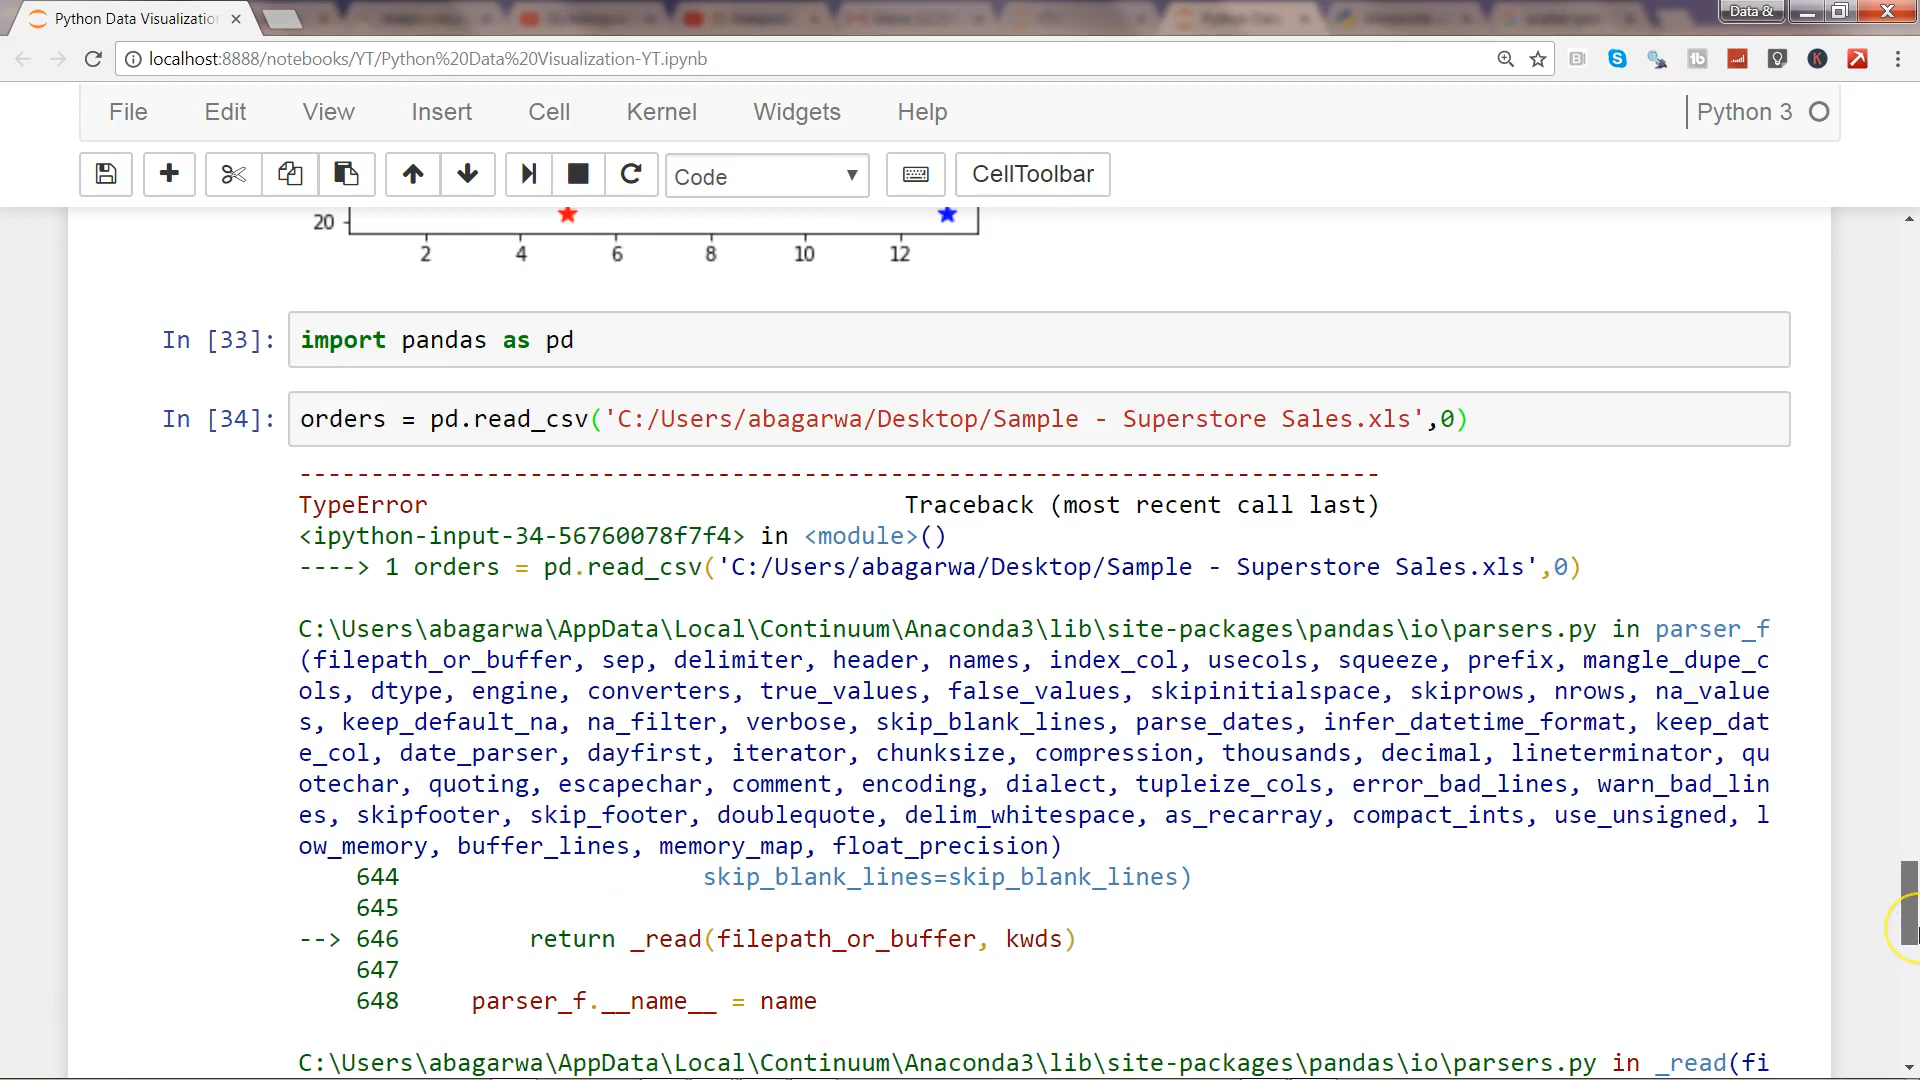 Python Data Visualization
Data &
localhost:8888/notebooks/YT/Python%20Data%20Visualization-YT.ipynb
File Edit View Insert Cell Kernel Widgets Help Python 3
Code CellToolbar
20
2 4 6 8 10 12
In [33]: import pandas as pd
In [34]: orders = pd.read_csv('C:/Users/abagarwa/Desktop/Sample - Superstore Sales.xls',0)
---------------------------------------------------------------------------
TypeError Traceback (most recent call last)
<ipython-input-34-56760078f7f4> in <module>()
----> 1 orders = pd.read_csv('C:/Users/abagarwa/Desktop/Sample - Superstore Sales.xls',0)
C:\Users\abagarwa\AppData\Local\Continuum\Anaconda3\lib\site-packages\pandas\io\parsers.py in parser_f
(filepath_or_buffer, sep, delimiter, header, names, index_col, usecols, squeeze, prefix, mangle_dupe_c
ols, dtype, engine, converters, true_values, false_values, skipinitialspace, skiprows, nrows, na_value
s, keep_default_na, na_filter, verbose, skip_blank_lines, parse_dates, infer_datetime_format, keep_dat
e_col, date_parser, dayfirst, iterator, chunksize, compression, thousands, decimal, lineterminator, qu
otechar, quoting, escapechar, comment, encoding, dialect, tupleize_cols, error_bad_lines, warn_bad_lin
es, skipfooter, skip_footer, doublequote, delim_whitespace, as_recarray, compact_ints, use_unsigned, l
ow_memory, buffer_lines, memory_map, float_precision)
644 skip_blank_lines=skip_blank_lines)
645
--> 646 return _read(filepath_or_buffer, kwds)
647
648 parser_f.__name__ = name
C:\Users\abagarwa\AppData\Local\Continuum\Anaconda3\lib\site-packages\pandas\io\parsers.py in _read(fi